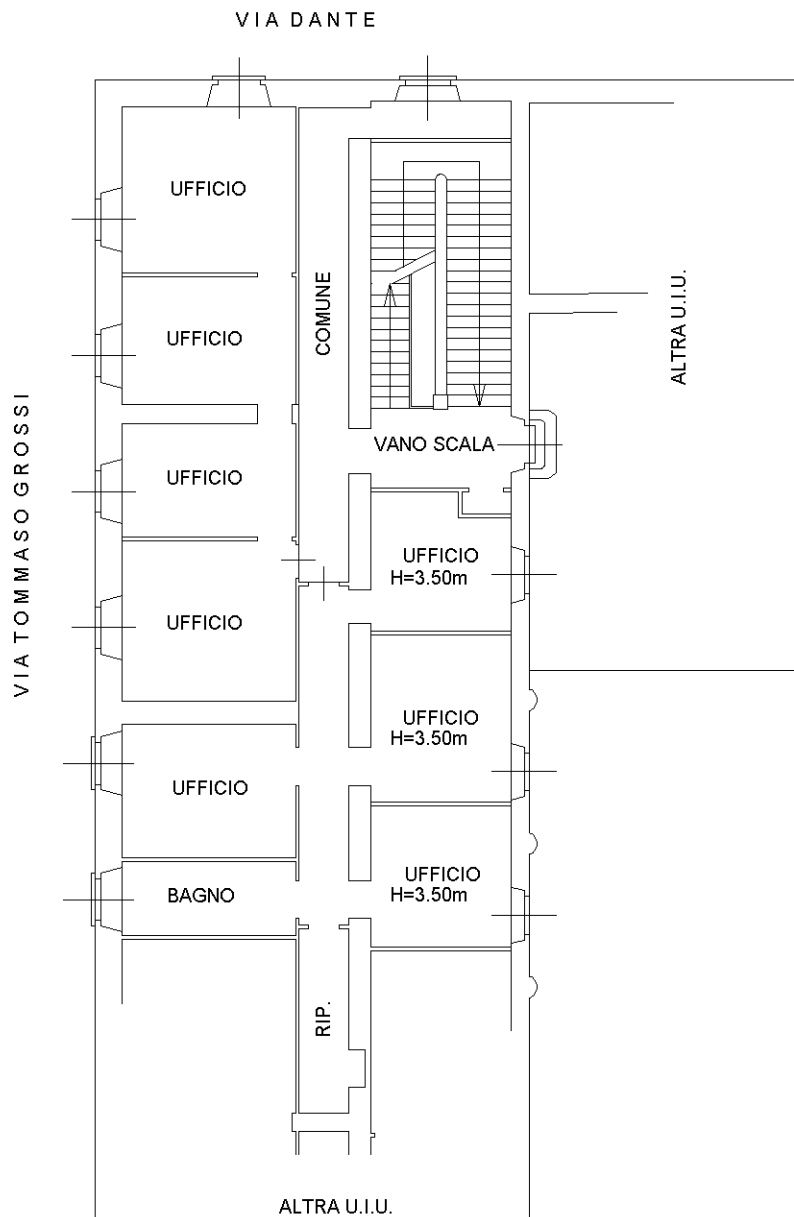 VIA DANTE
UFFICIO
COMUNE
UFFICIO
ALTRA U.I.U.
VIA TOMMASO GROSSI
VANO SCALA
UFFICIO
UFFICIO
H=3.50m
UFFICIO
UFFICIO
H=3.50m
UFFICIO
UFFICIO
H=3.50m
BAGNO
RIP.
ALTRA U.I.U.